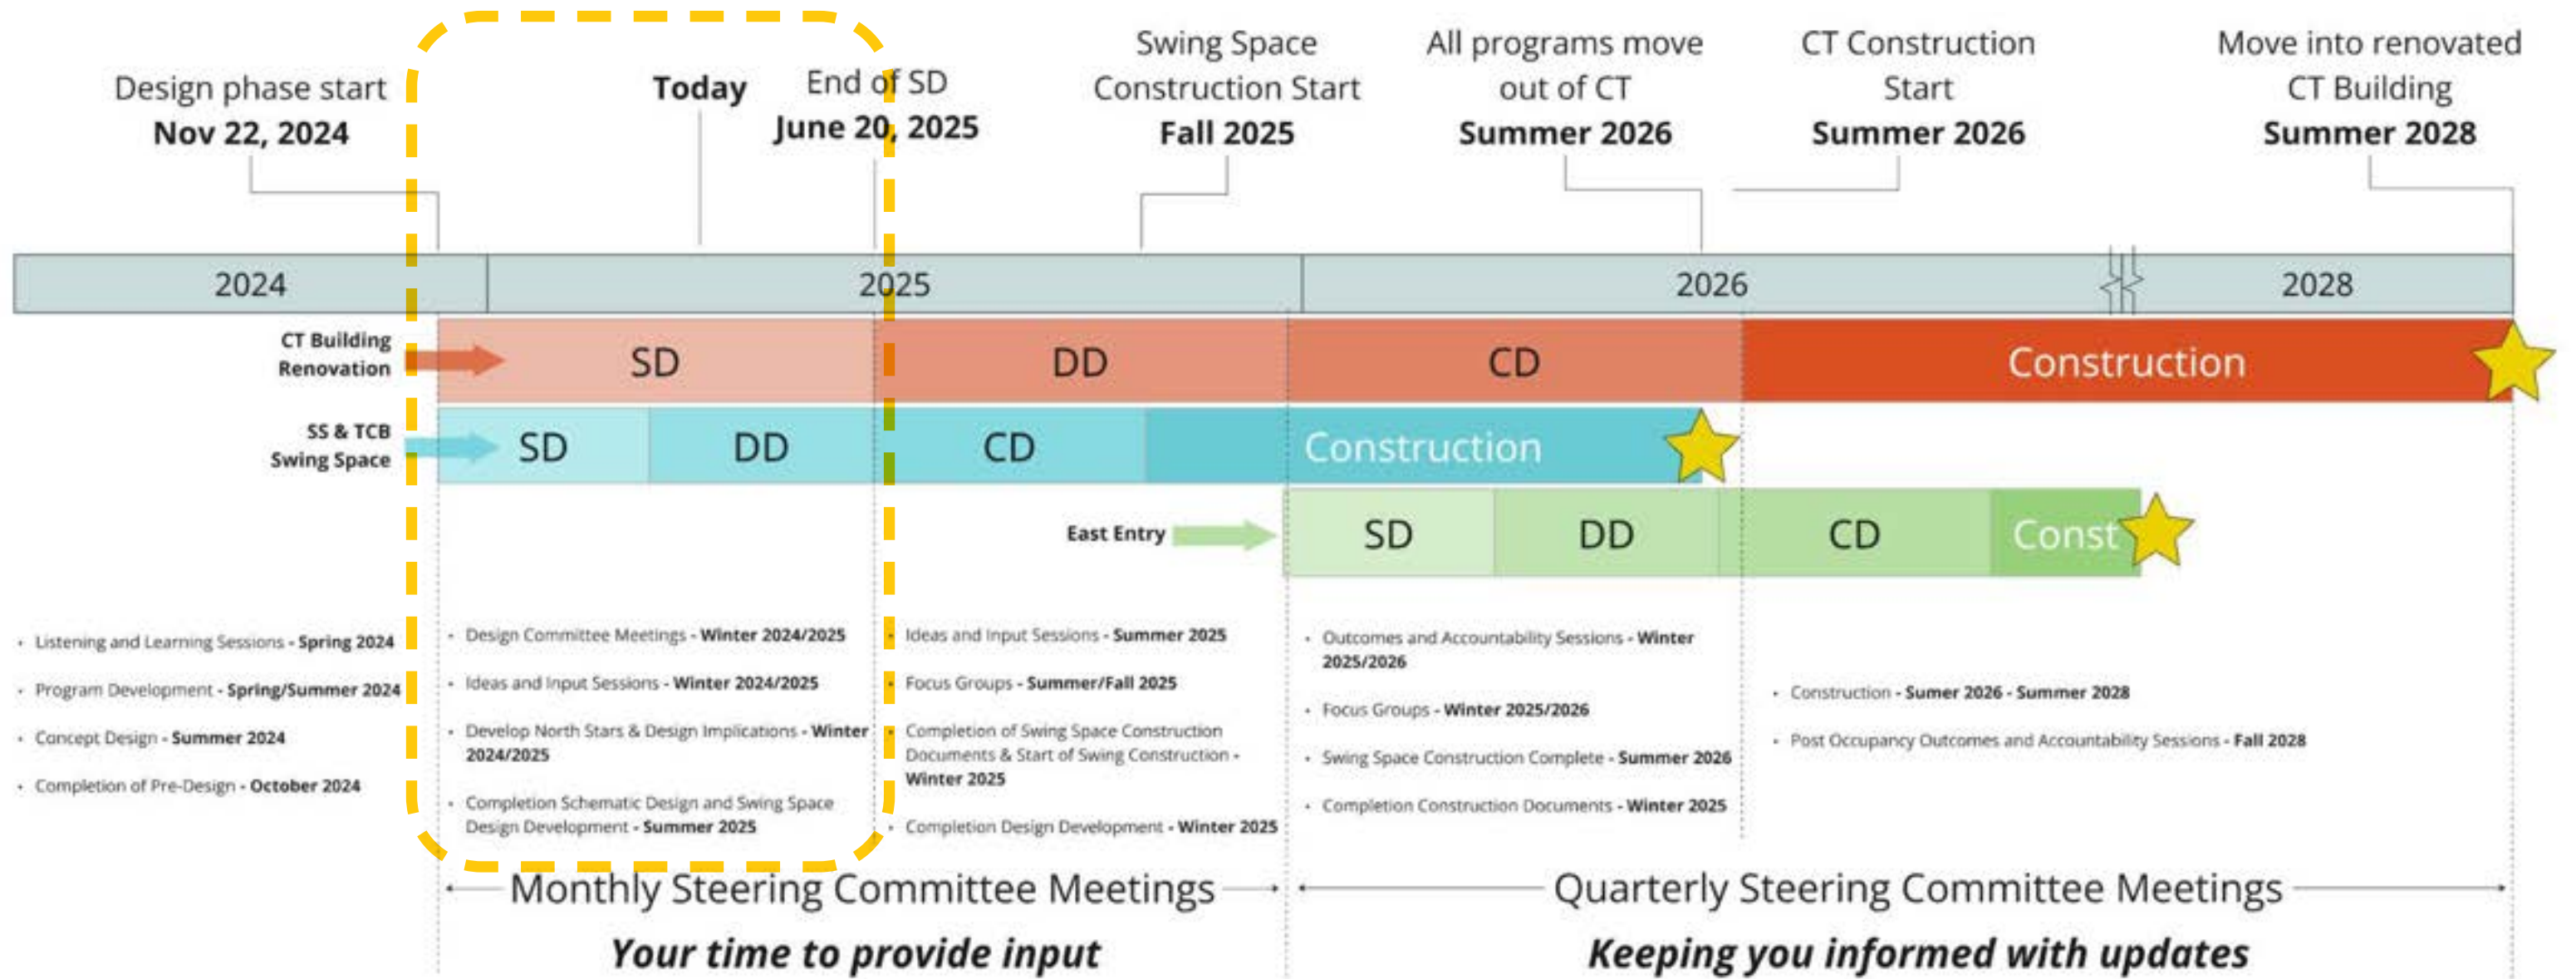 Design phase start
Nov 22, 2024
Today
End of SD
June 20, 2025
Swing Space
Construction Start
Fall 2025
All programs move
out of CT
Summer 2026
CT Construction
Start
Summer 2026
Move into renovated
CT Building
Summer 2028
2024
2025
2026
2028
CT Building
Renovation
SD
DD
CD
Construction
SS & TCB
Swing Space
SD
DD
CD
Construction
East Entry
SD
DD
CD
Const
• Listening and Learning Sessions - Spring 2024
• Program Development - Spring/Summer 2024
• Concept Design - Summer 2024
• Completion of Pre-Design - October 2024
• Design Committee Meetings - Winter 2024/2025
• Ideas and Input Sessions - Winter 2024/2025
• Develop North Stars & Design Implications - Winter
2024/2025
• Completion Schematic Design and Swing Space
Design Development - Summer 2025
• Ideas and Input Sessions - Summer 2025
• Focus Groups - Summer/Fall 2025
• Completion of Swing Space Construction
Documents & Start of Swing Construction -
Winter 2025
• Completion Design Development - Winter 2025
• Outcomes and Accountability Sessions - Winter
2025/2026
• Focus Groups - Winter 2025/2026
• Swing Space Construction Complete - Summer 2026
• Completion Construction Documents - Winter 2025
• Construction - Sumer 2026 - Summer 2028
• Post Occupancy Outcomes and Accountability Sessions - Fall 2028
Monthly Steering Committee Meetings
Your time to provide input
Quarterly Steering Committee Meetings
Keeping you informed with updates